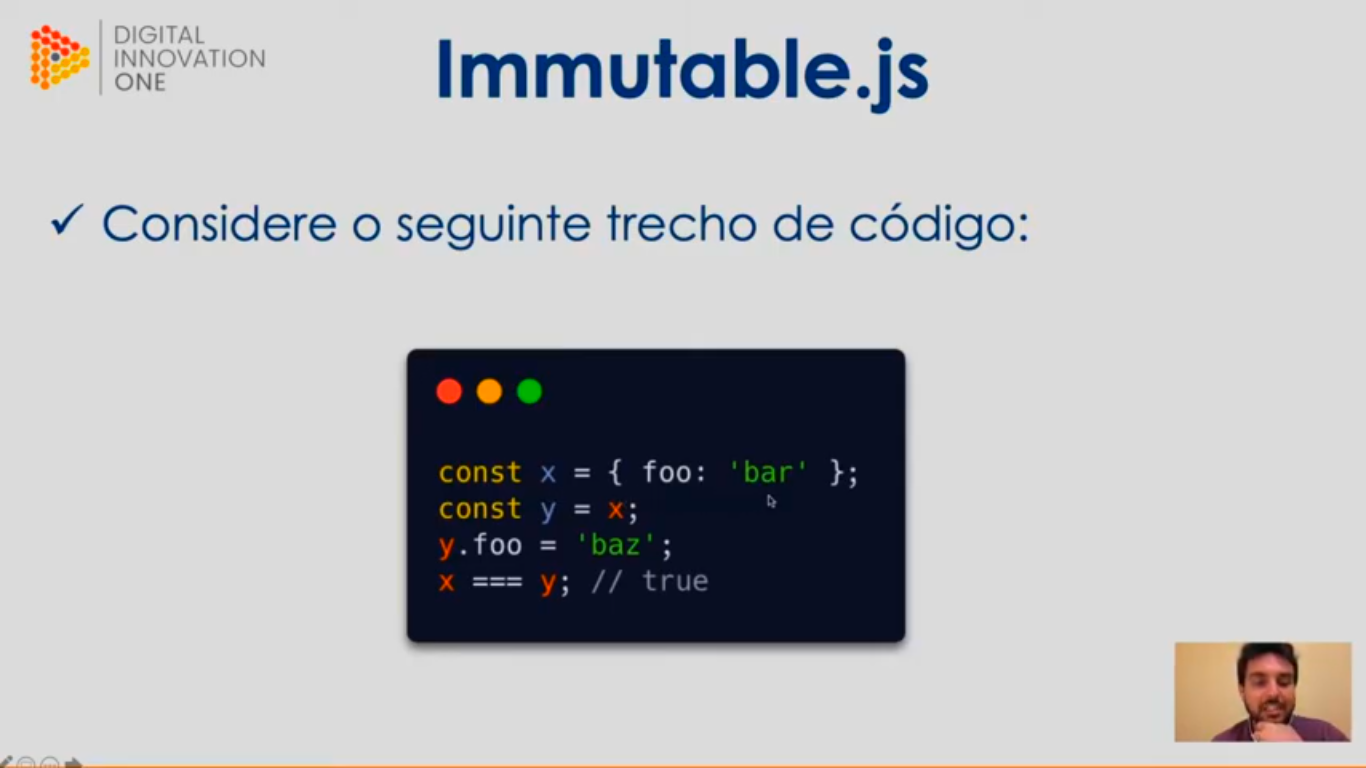 DIGITAL
INNOVATION
ONE
Immutable.js
✓ Considere o seguinte trecho de código:
const x = { foo: 'bar' };
const y = x;
y.foo = 'baz';
x === y; // true